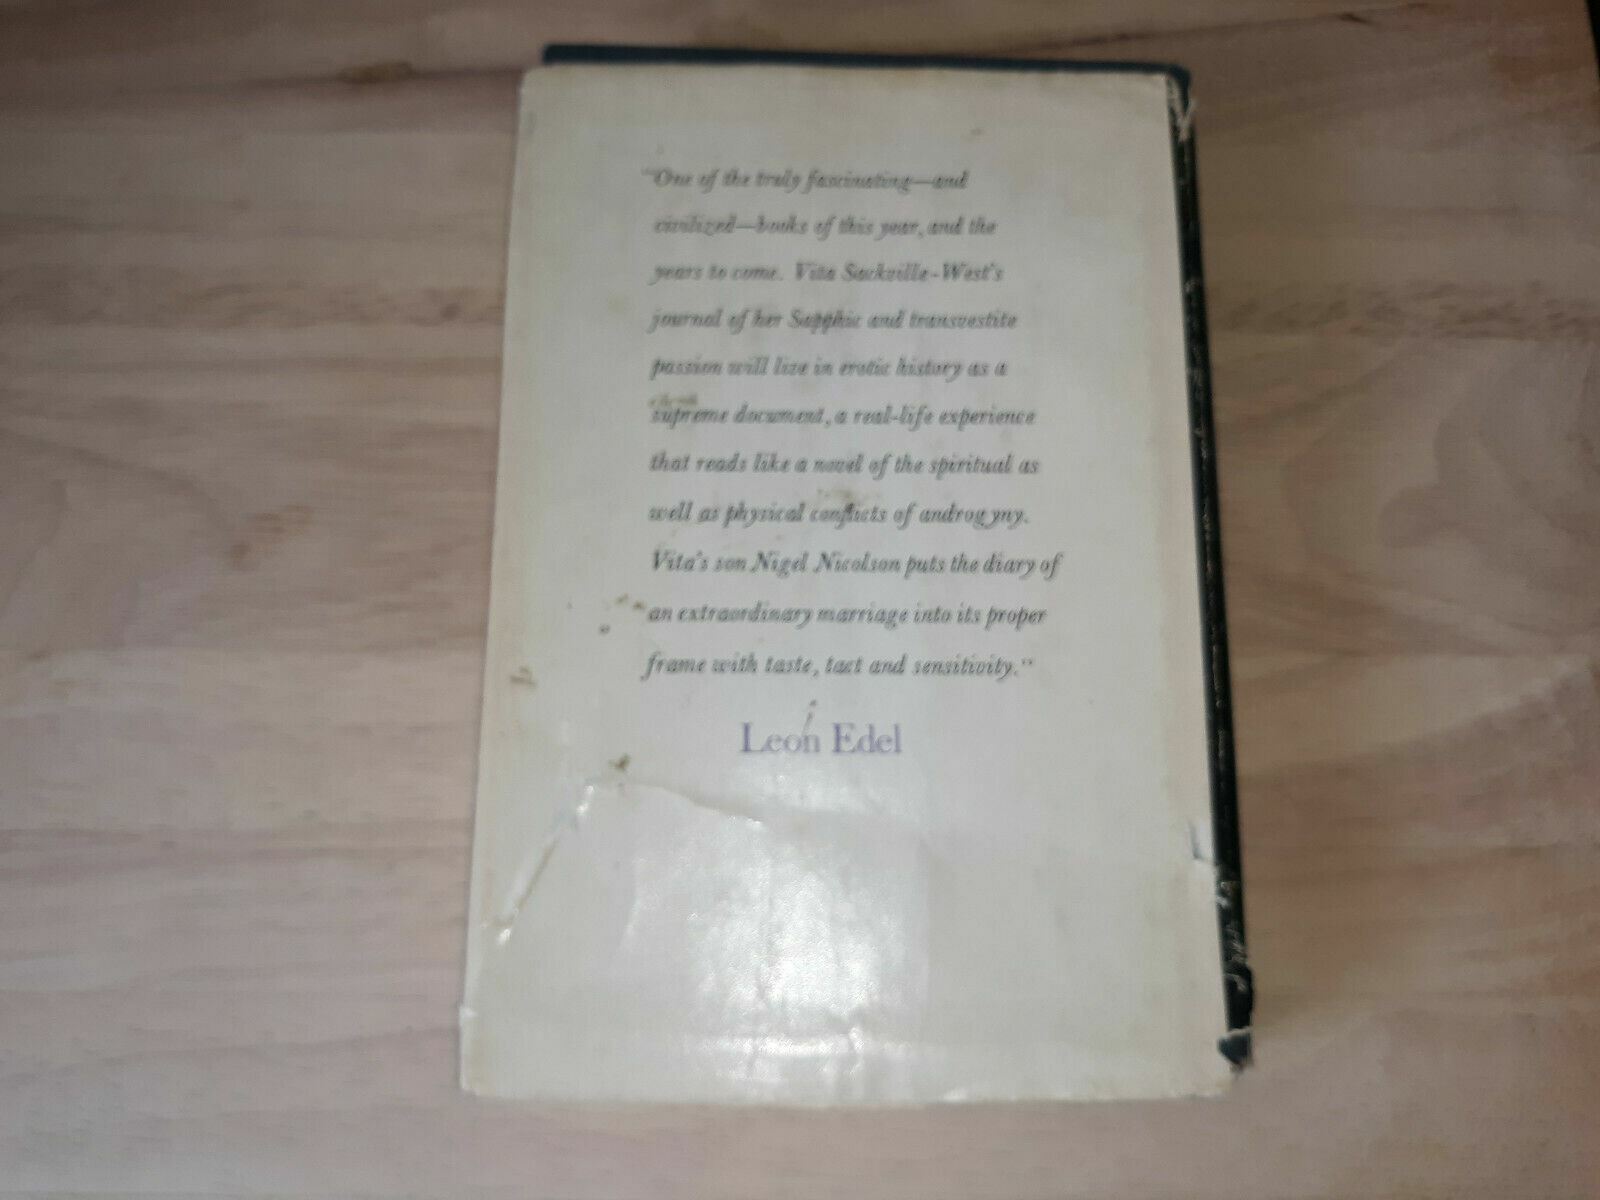 "One of the truly fascinating—and
civilized—books of this year, and the
years to come. Vita Sackville-West's
journal of her Sapphic and transvestite
passion will live in erotic history as a
supreme document, a real-life experience
that reads like a novel of the spiritual as
well as physical conflicts of androgyny.
Vita's son Nigel Nicolson puts the diary of
an extraordinary marriage into its proper
frame with taste, tact and sensitivity."
Leon Edel